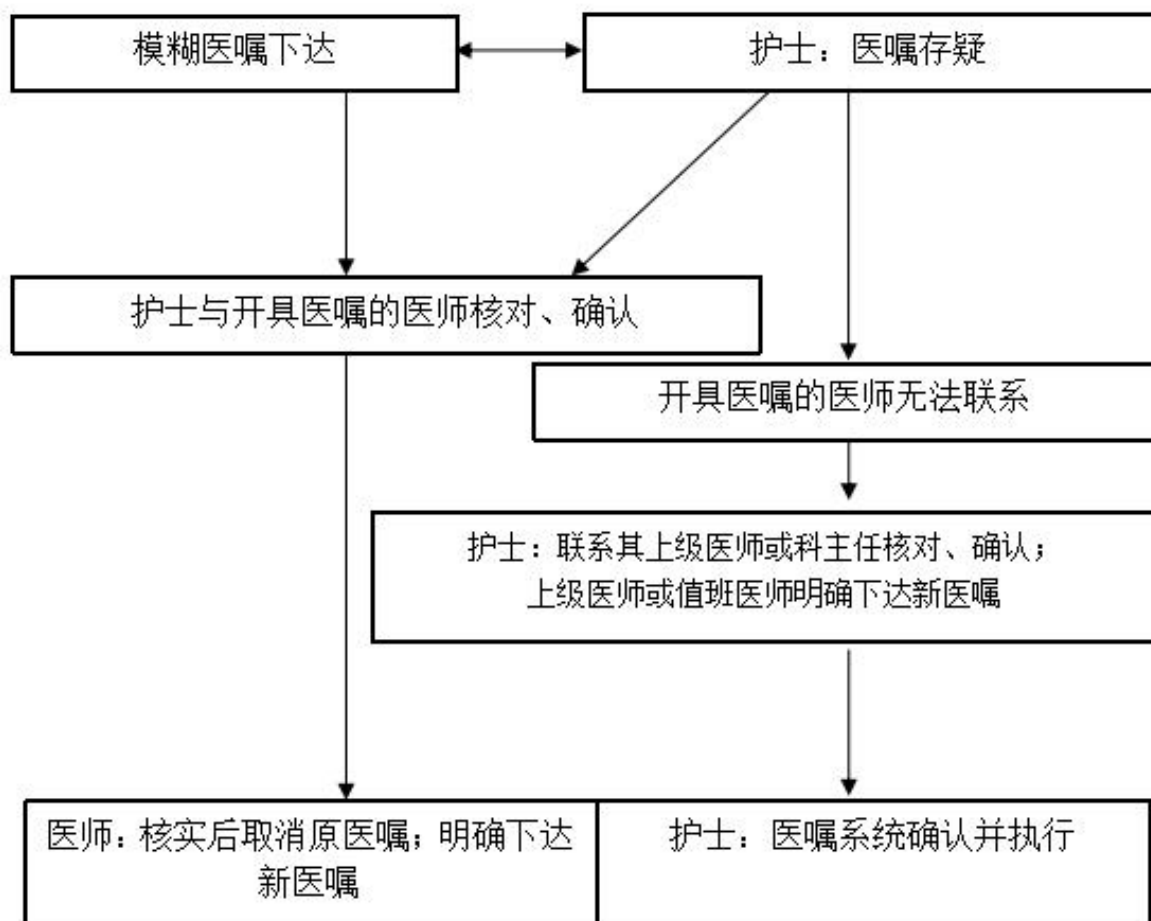 模糊医嘱下达
护士：医嘱存疑
护士与开具医嘱的医师核对、确认
开具医嘱的医师无法联系
护士：联系其上级医师或科主任核对、确认；
上级医师或值班医师明确下达新医嘱
医师：核实后取消原医嘱；明确下达
新医嘱
护士：医嘱系统确认并执行